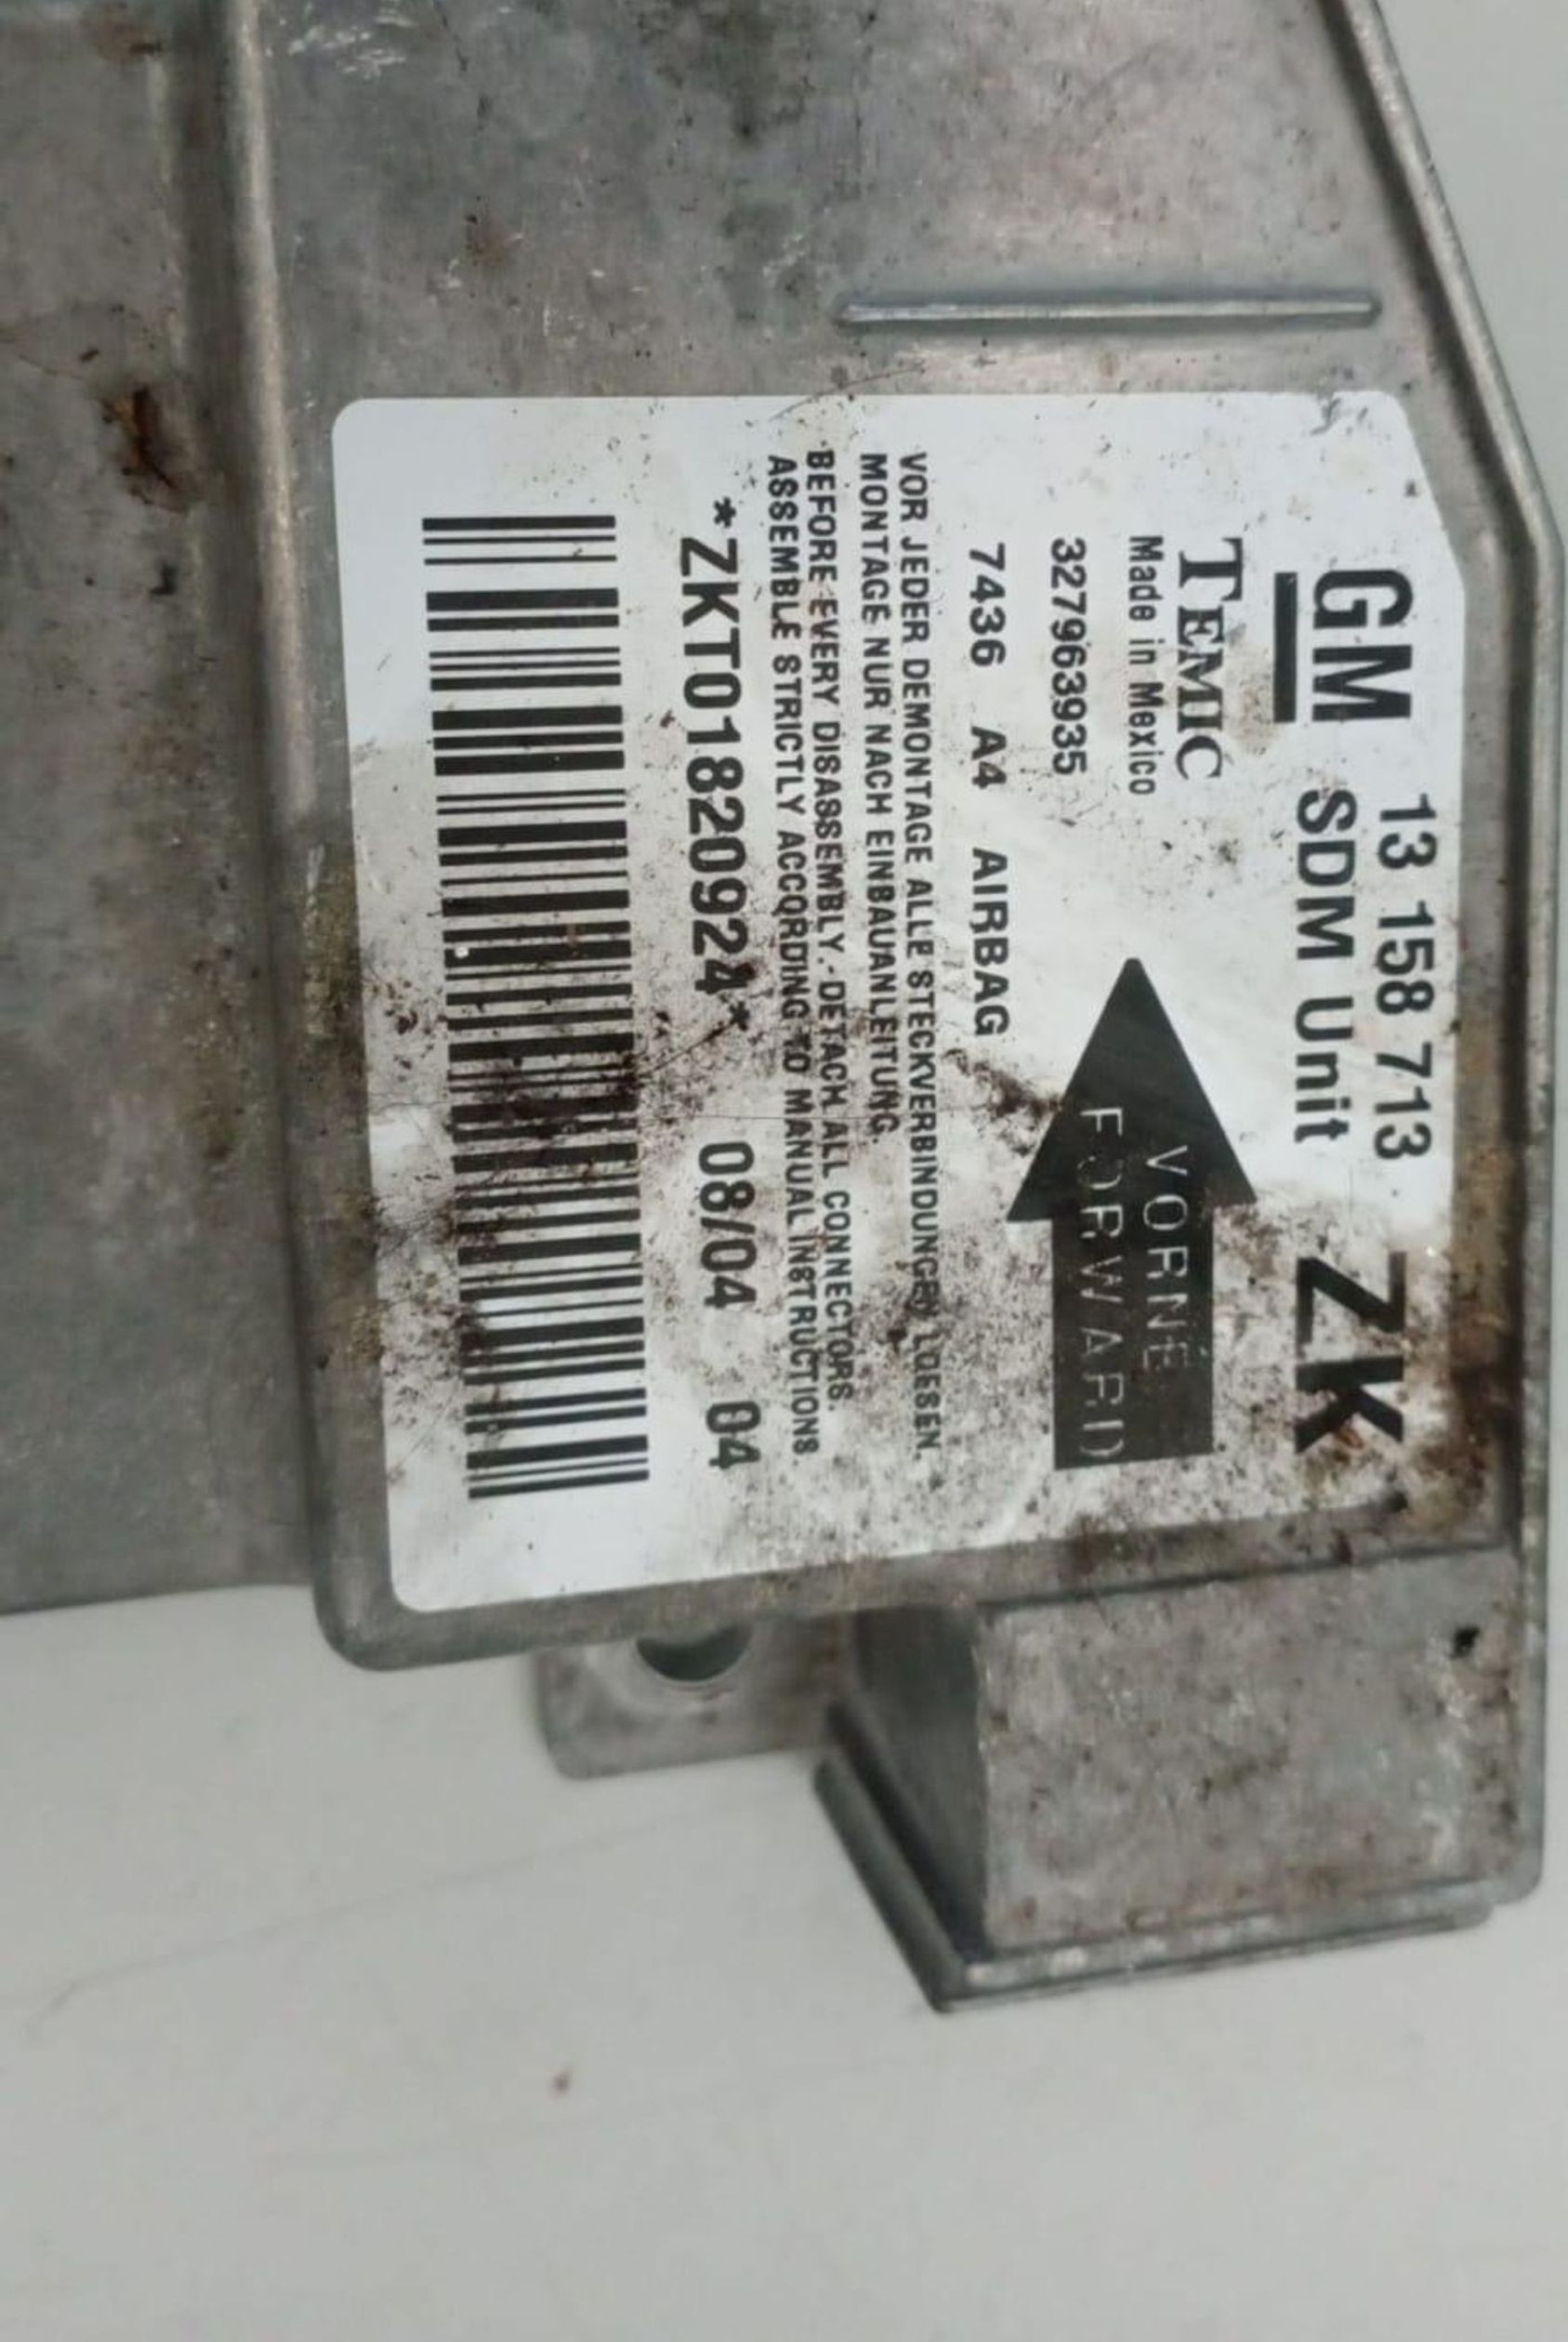 GM 13 158 713 ZK
SDM Unit
TEMIC
Made in Mexico
327963935
VORNE
FORWARD
7436 A4 AIRBAG
VOR JEDER DEMONTAGE ALLE STECKVERBINDUNGEN LOESEN.
MONTAGE NUR NACH EINBAUANLEITUNG.
BEFORE EVERY DISASSEMBLY, DETACH ALL CONNECTORS.
ASSEMBLE STRICTLY ACCORDING TO MANUAL INSTRUCTIONS.
*ZKT01820924* 08/04 04